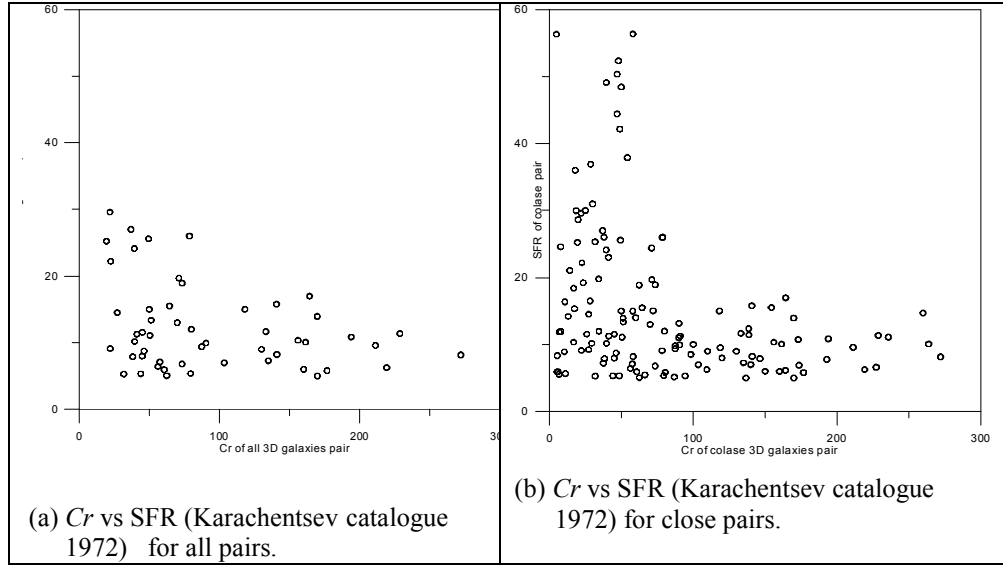 60
40
20
0
0
100
200
300
Cr of all 3D galaxies pair
(a) Cr vs SFR (Karachentsev catalogue
1972) for all pairs.
60
40
20
0
SFR of colase pair
0
100
200
300
Cr of colase 3D galaxies pair
(b) Cr vs SFR (Karachentsev catalogue
1972) for close pairs.